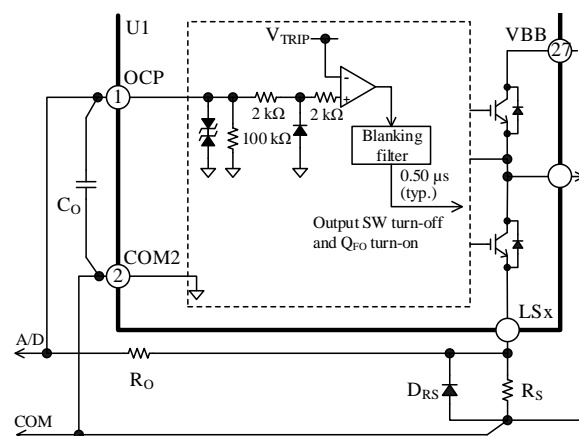 U1
VTRIP
VBB
27
OCP
1
-
+
2 kΩ
2 kΩ
100 kΩ
Blanking
filter
0.50 µs
(typ.)
CO
Output SW turn-off
and QFO turn-on
COM2
2
LSx
A/D
RO
DRS
RS
COM